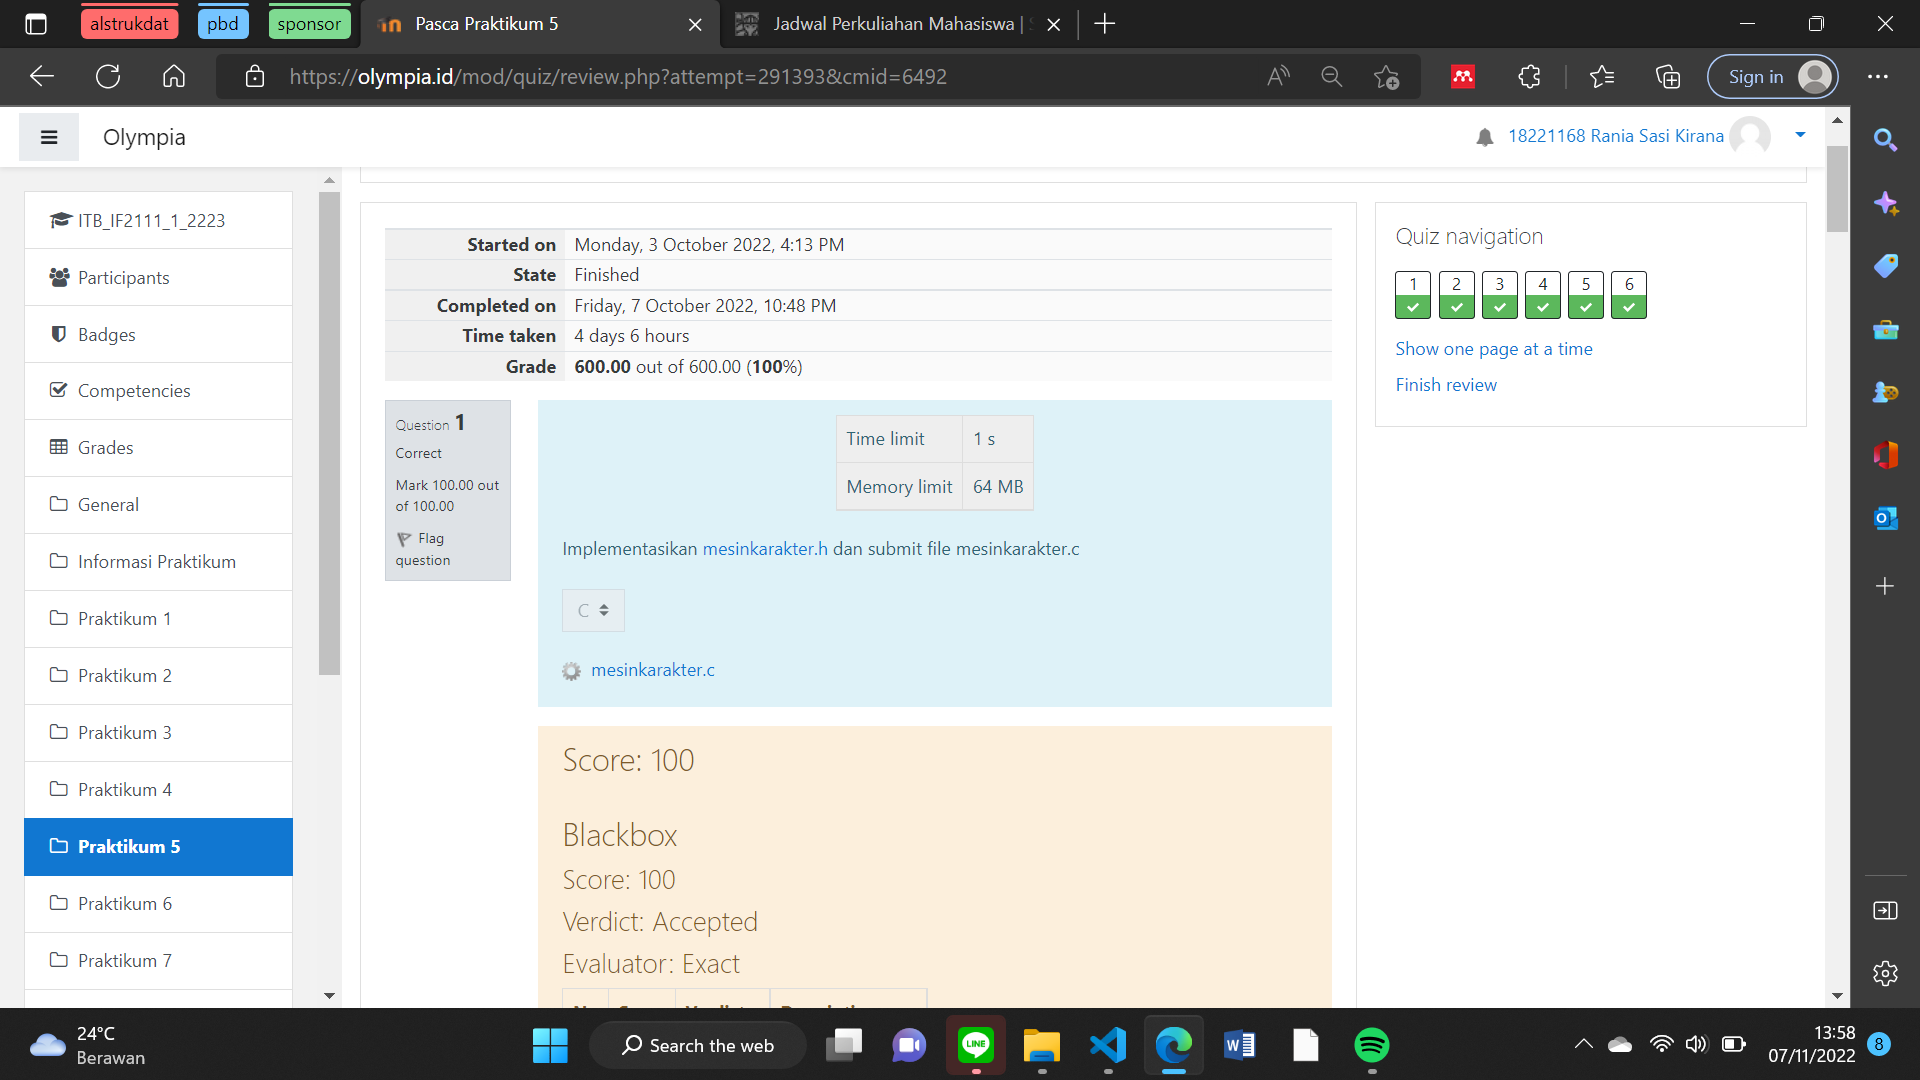 alstrukdat
pbd
sponsor
Pasca Praktikum 5
Jadwal Perkuliahan Mahasiswa |
https://olympia.id/mod/quiz/review.php?attempt=291393&cmid=6492
Sign in
Olympia
18221168 Rania Sasi Kirana
ITB_IF2111_1_2223
Participants
Badges
Competencies
Grades
General
Informasi Praktikum
Praktikum 1
Praktikum 2
Praktikum 3
Praktikum 4
Praktikum 5
Praktikum 6
Praktikum 7
Started on Monday, 3 October 2022, 4:13 PM
State Finished
Completed on Friday, 7 October 2022, 10:48 PM
Time taken 4 days 6 hours
Grade 600.00 out of 600.00 (100%)
Question 1
Correct
Mark 100.00 out
of 100.00
Flag
question
Time limit 1 s
Memory limit 64 MB
Implementasikan mesinkarakter.h dan submit file mesinkarakter.c
C
mesinkarakter.c
Score: 100
Blackbox
Score: 100
Verdict: Accepted
Evaluator: Exact
Quiz navigation
1 2 3 4 5 6
Show one page at a time
Finish review
24°C
Berawan
Search the web
LINE
13:58
07/11/2022
8